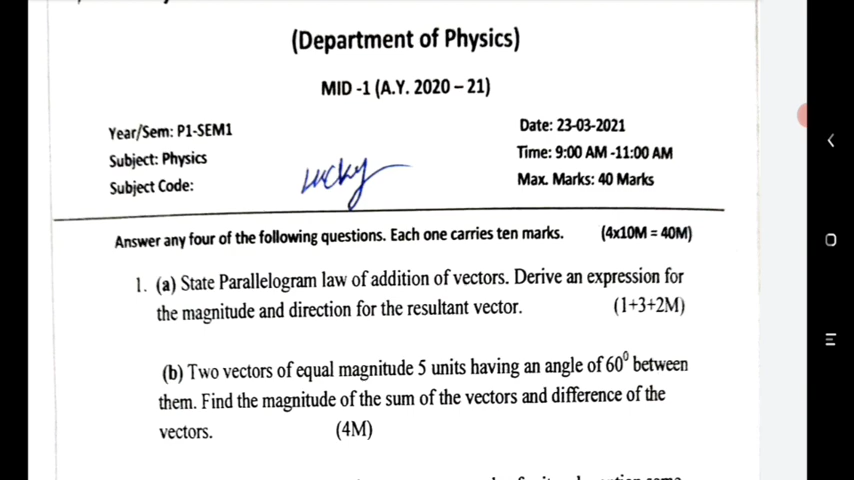 (Department of Physics)
MID -1 (A.Y. 2020 – 21)
Year/Sem: P1-SEM1
Date: 23-03-2021
Subject: Physics
Time: 9:00 AM -11:00 AM
Subject Code:
Lucky
Max. Marks: 40 Marks
Answer any four of the following questions. Each one carries ten marks. (4x10M = 40M)
1. (a) State Parallelogram law of addition of vectors. Derive an expression for
the magnitude and direction for the resultant vector. (1+3+2M)
(b) Two vectors of equal magnitude 5 units having an angle of 60⁰ between
them. Find the magnitude of the sum of the vectors and difference of the
vectors. (4M)